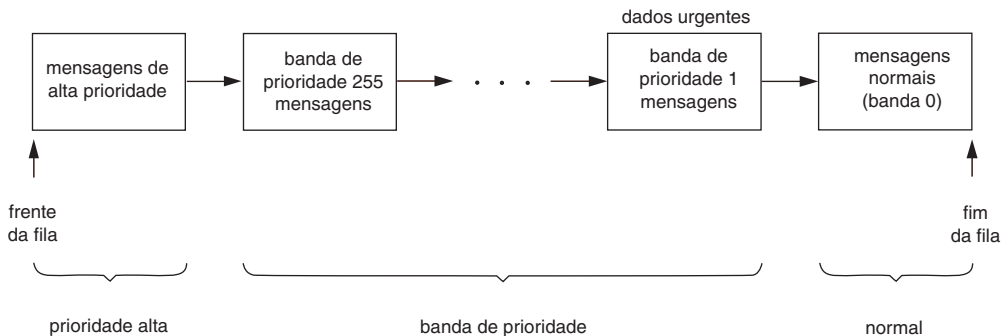 dados urgentes
mensagens de
alta prioridade
banda de
prioridade 255
mensagens
. . .
banda de
prioridade 1
mensagens
mensagens
normais
(banda 0)
frente
da fila
fim
da fila
prioridade alta
banda de prioridade
normal